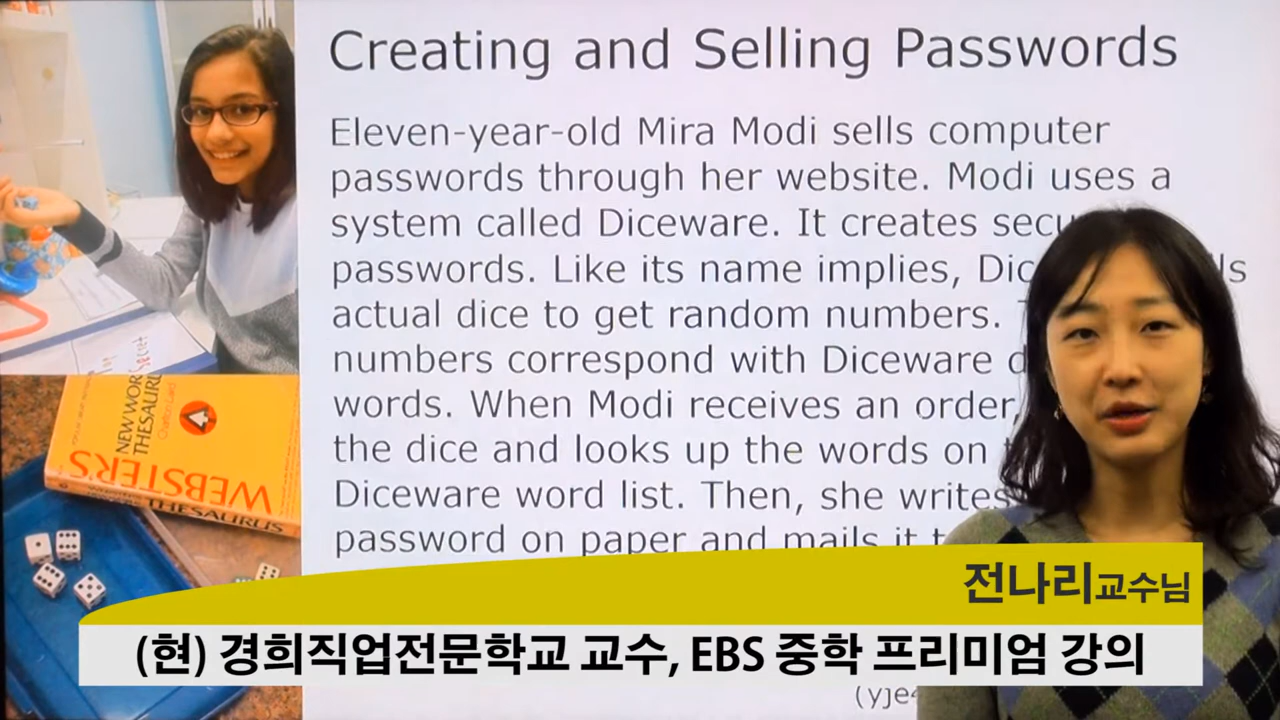 Creating and Selling Passwords
Eleven-year-old Mira Modi sells computer
passwords through her website. Modi uses a
system called Diceware. It creates
passwords. Like its name implies,
actual dice to get random numbers.
numbers correspond with Diceware
words. When Modi receives an order,
the dice and looks up the words on
Diceware word list. Then, she writes
password on paper and mails it
NEW
THESAURUS
WEBSTER'S
THESAURUS
전나리교수님
(현) 경희직업전문학교 교수, EBS 중학 프리미엄 강의